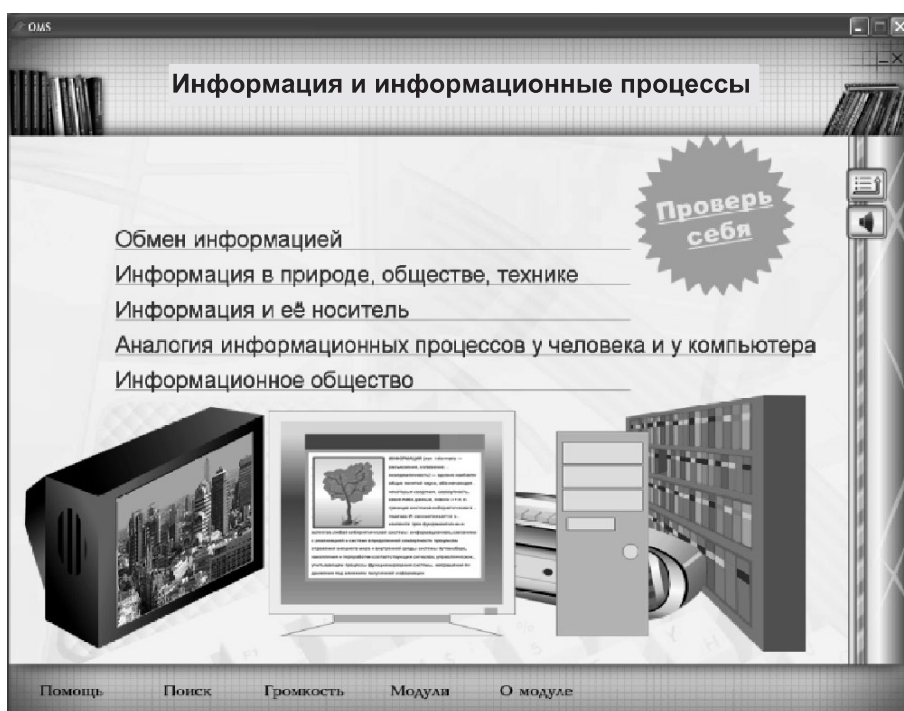 OMS
Информация и информационные процессы
Проверь
себя
Обмен информацией
Информация в природе, обществе, технике
Информация и её носитель
Аналогия информационных процессов у человека и у компьютера
Информационное общество
Помощь Поиск Громкость Модули О модуле